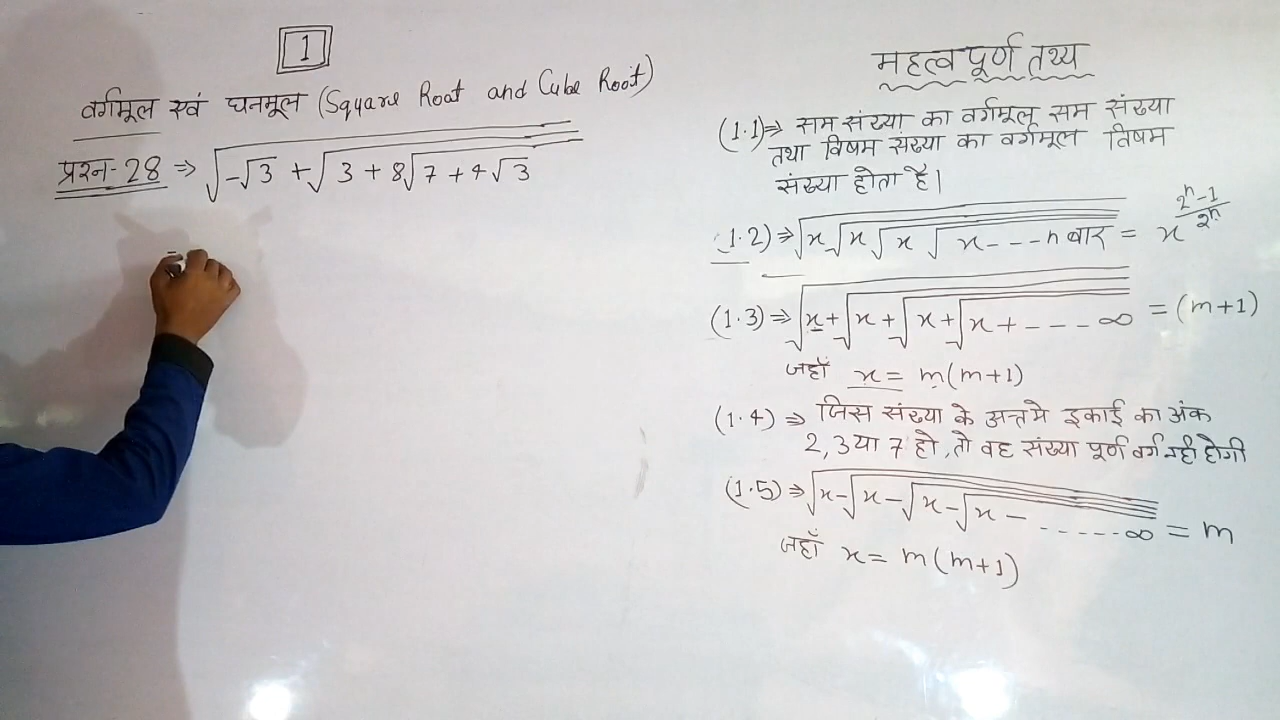 1
वर्गमूल एवं घनमूल (Square Root and Cube Root)
प्रश्न-28 ⇒ √(-√3 + √(3 + 8√(7 + 4√3)))
=
महत्वपूर्ण तथ्य
(1.1) ⇒ सम संख्या का वर्गमूल सम संख्या
तथा विषम संख्या का वर्गमूल विषम
संख्या होता है।
(1.2) ⇒ √x√x√x√x---n बार = x^((2^n-1)/2^n)
(1.3) ⇒ √x+√x+√x+√x+---∞ = (m+1)
जहाँ x = m(m+1)
(1.4) ⇒ जिस संख्या के अन्त मे इकाई का अंक
2, 3 या 7 हो, तो वह संख्या पूर्ण वर्ग नही होगी
(1.5) ⇒ √x-√x-√x-√x-------∞ = m
जहाँ x = m(m+1)